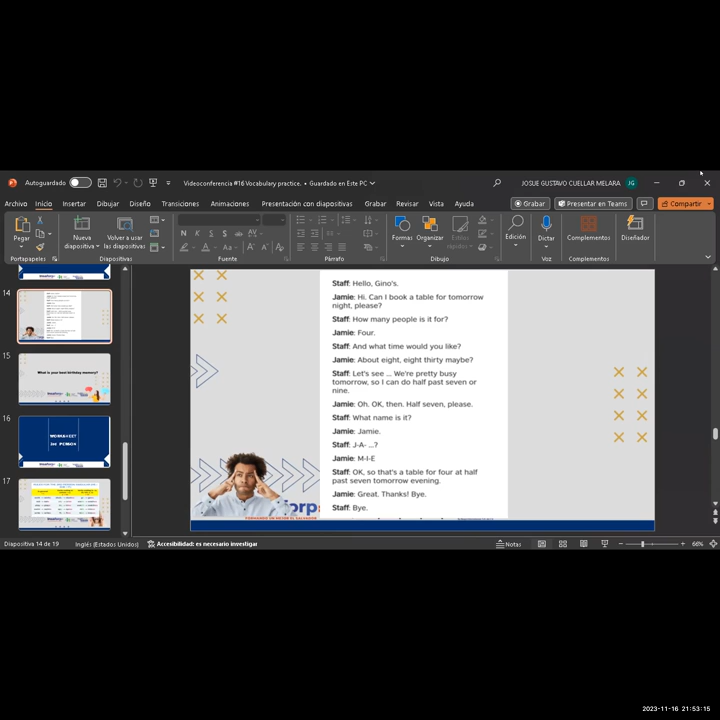 Autoguardado
Videoconferencia #16 Vocabulary practice. • Guardado en Este PC
JOSUE GUSTAVO CUELLAR MELARA
JG
Archivo Inicio Insertar Dibujar Diseño Transiciones Animaciones Presentación con diapositivas Grabar Revisar Vista Ayuda
Grabar
Presentar en Teams
Compartir
Pegar
Nueva diapositiva
Volver a usar las diapositivas
N K S S
Formas
Organizar
Estilos rápidos
Edición
Dictar
Complementos
Diseñador
Portapapeles
Diapositivas
Fuente
Párrafo
Dibujo
Voz
Complementos
14
15
What is your best birthday memory?
16
WORKSHEET
3rd PERSON
17
Staff: Hello, Gino's.
Jamie: Hi. Can I book a table for tomorrow
night, please?
Staff: How many people is it for?
Jamie: Four.
Staff: And what time would you like?
Jamie: About eight, eight thirty maybe?
Staff: Let's see ... We're pretty busy
tomorrow, so I can do half past seven or
nine.
Jamie: Oh. OK, then. Half seven, please.
Staff: What name is it?
Jamie: Jamie.
Staff: J-A- ...?
Jamie: M-I-E
Staff: OK, so that's a table for four at half
past seven tomorrow evening.
Jamie: Great, Thanks! Bye.
Staff: Bye.
Diapositiva 14 de 19
Inglés (Estados Unidos)
Accesibilidad: es necesario investigar
Notas
66%
2023-11-16 21:53:15